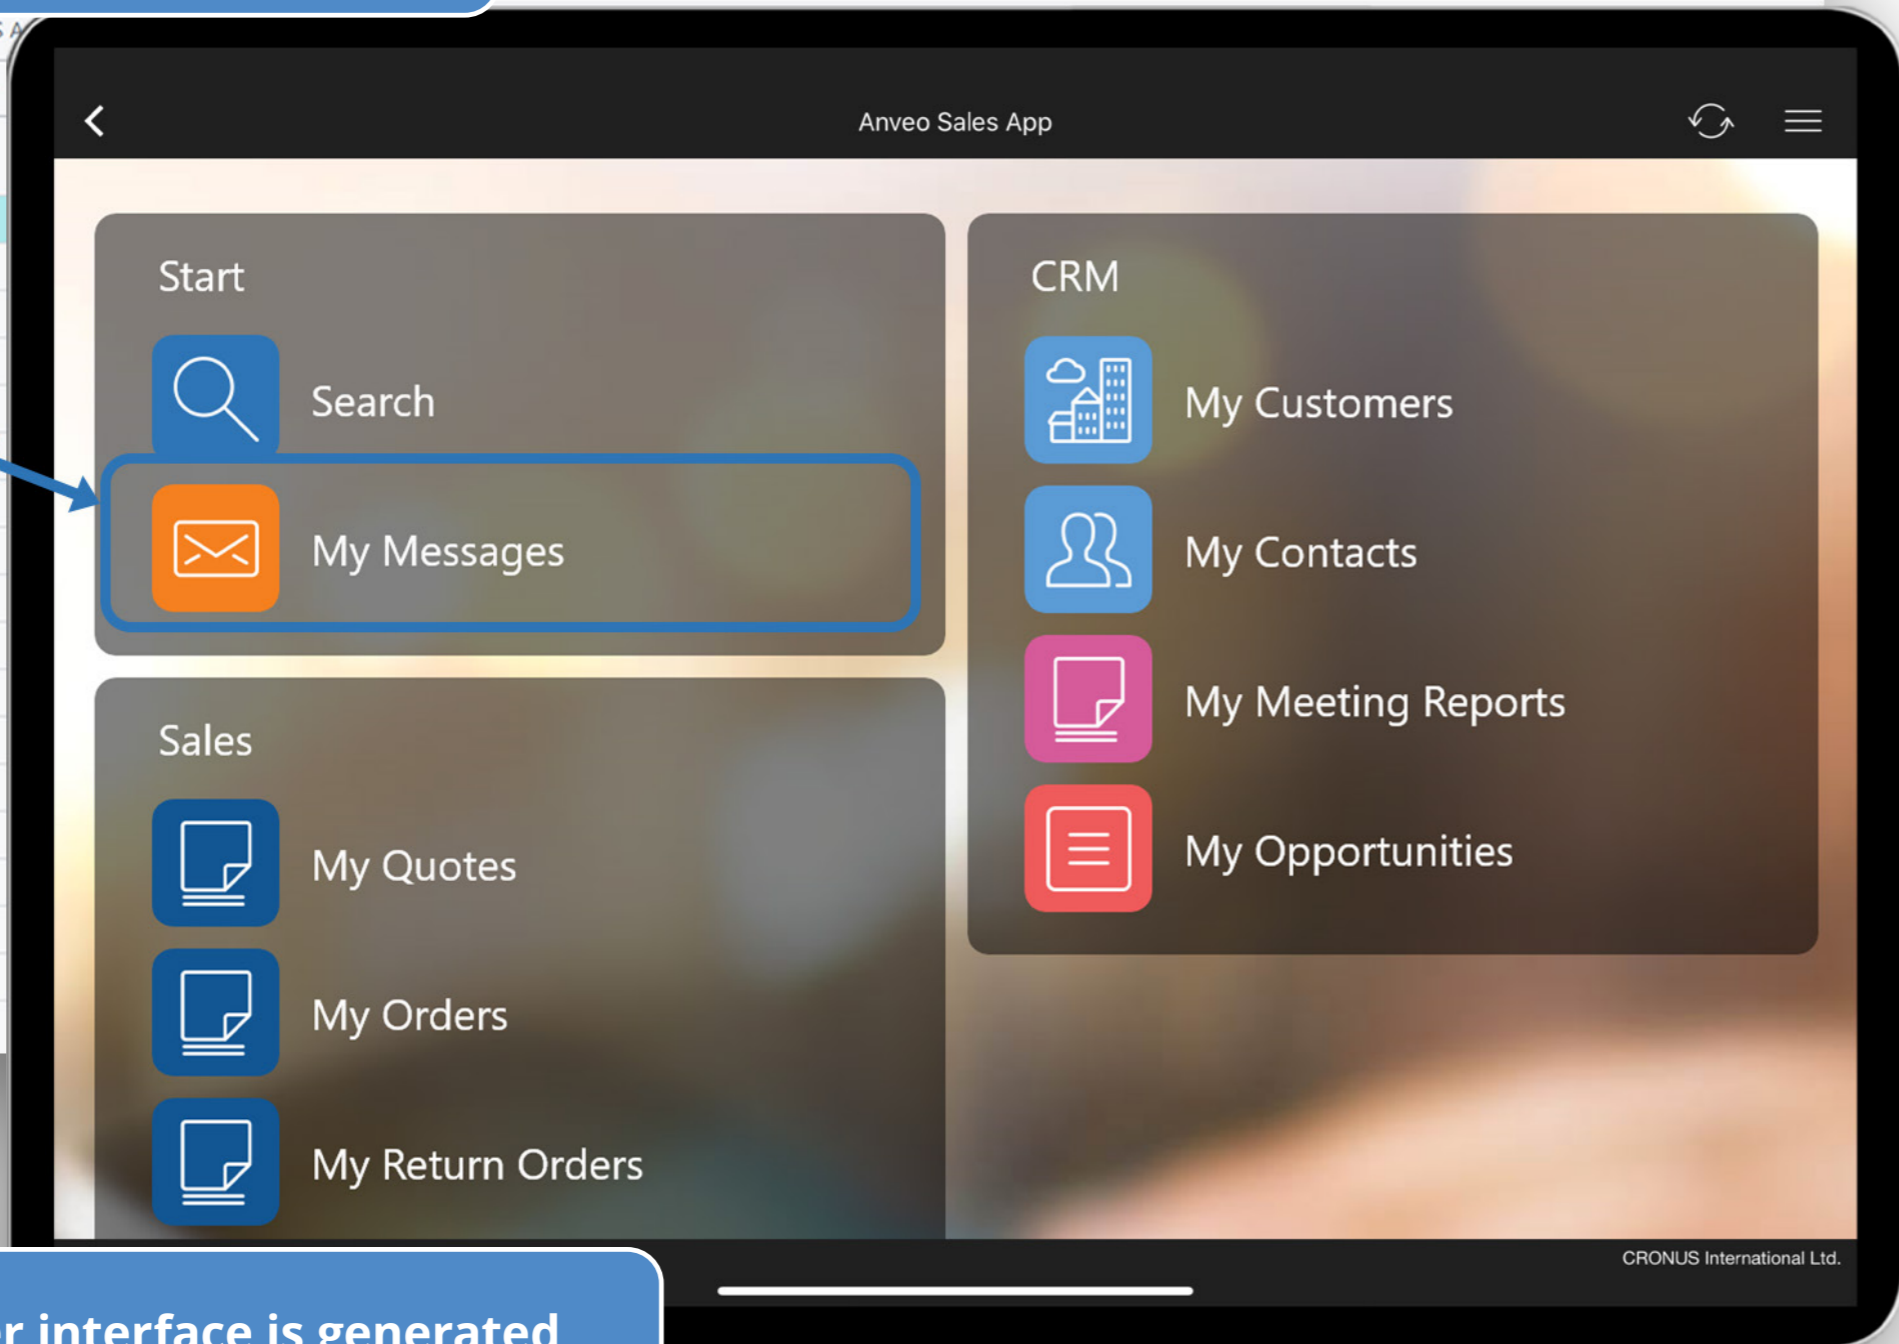 Anveo Sales App
Start
Search
My Messages
Sales
My Quotes
My Orders
My Return Orders
CRM
My Customers
My Contacts
My Meeting Reports
My Opportunities
CRONUS International Ltd.
interface is generated